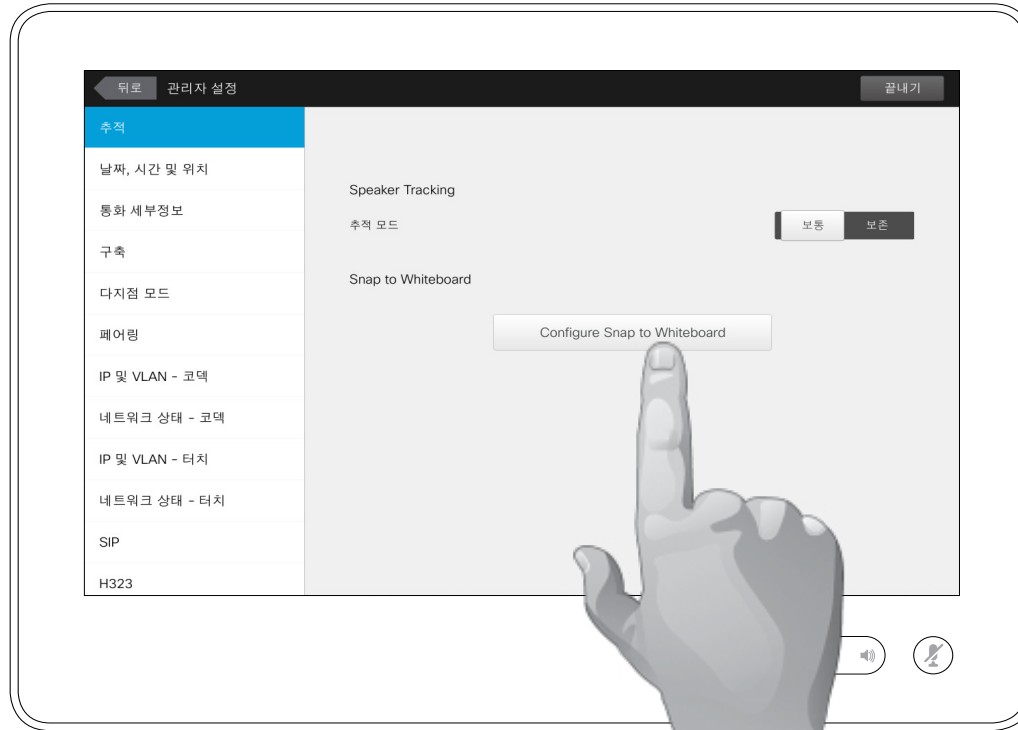 뒤로 관리자 설정 끝내기
추적
날짜, 시간 및 위치
통화 세부정보
구축
다지점 모드
페어링
IP 및 VLAN - 코덱
네트워크 상태 - 코덱
IP 및 VLAN - 터치
네트워크 상태 - 터치
SIP
H323
Speaker Tracking
추적 모드 보통 보존
Snap to Whiteboard
Configure Snap to Whiteboard